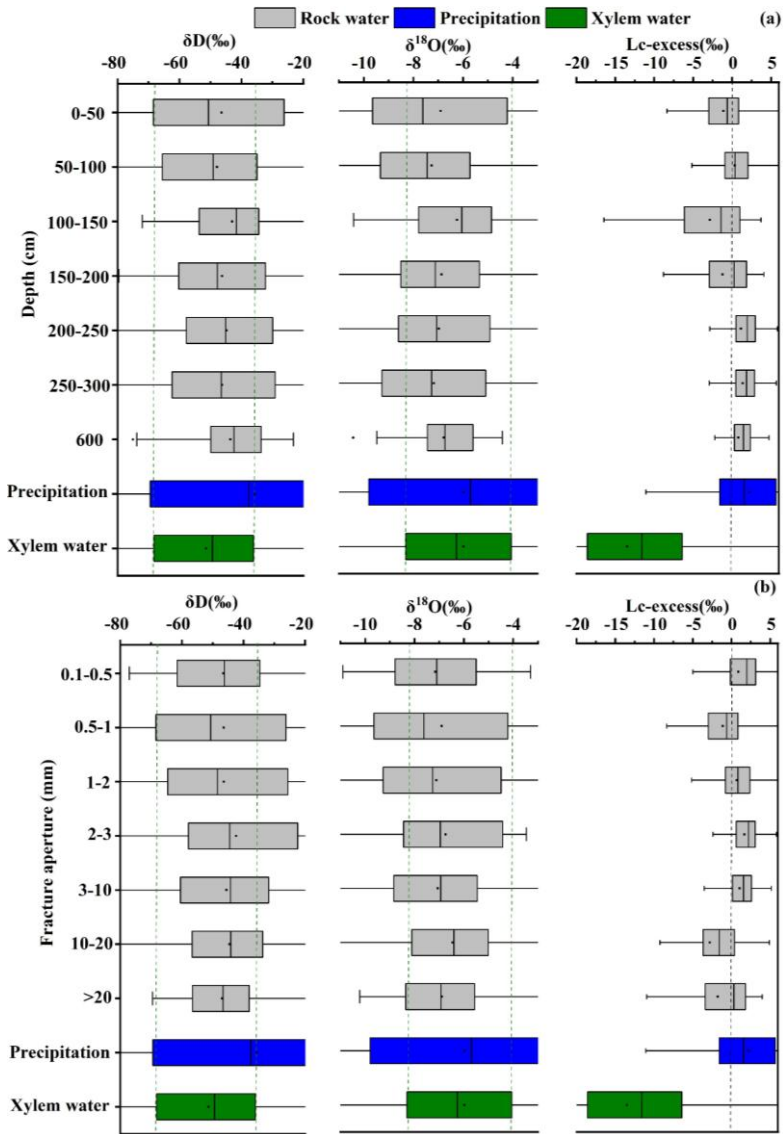 Rock water Precipitation Xylem water (a)
δD(‰) δ¹⁸O(‰) Lc-excess(‰)
-80 -60 -40 -20 -10 -8 -6 -4 -20 -15 -10 -5 0 5
Depth (cm)
0-50
50-100
100-150
150-200
200-250
250-300
600
Precipitation
Xylem water
(b)
δD(‰) δ¹⁸O(‰) Lc-excess(‰)
-80 -60 -40 -20 -10 -8 -6 -4 -20 -15 -10 -5 0 5
Fracture aperture (mm)
0.1-0.5
0.5-1
1-2
2-3
3-10
10-20
>20
Precipitation
Xylem water